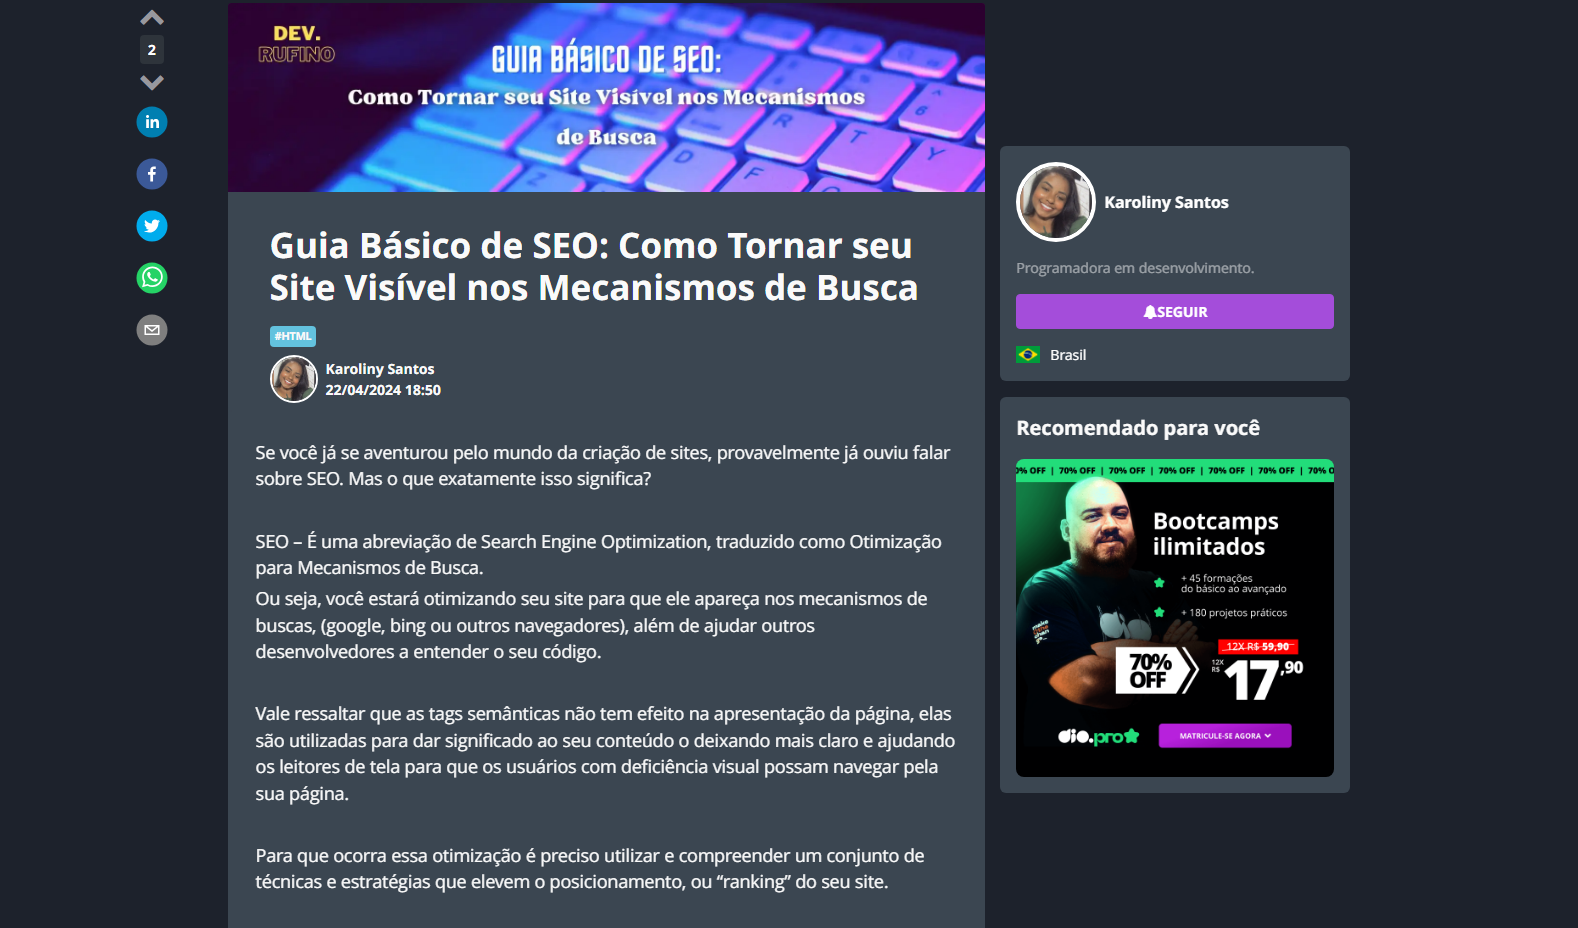 2
DEV.
RUFINO
GUIA BÁSICO DE SEO:
Como Tornar seu Site Visível nos Mecanismos
de Busca
Guia Básico de SEO: Como Tornar seu
Site Visível nos Mecanismos de Busca
#HTML
Karoliny Santos
22/04/2024 18:50
Se você já se aventurou pelo mundo da criação de sites, provavelmente já ouviu falar
sobre SEO. Mas o que exatamente isso significa?
SEO – É uma abreviação de Search Engine Optimization, traduzido como Otimização
para Mecanismos de Busca.
Ou seja, você estará otimizando seu site para que ele apareça nos mecanismos de
buscas, (google, bing ou outros navegadores), além de ajudar outros
desenvolvedores a entender o seu código.
Vale ressaltar que as tags semânticas não tem efeito na apresentação da página, elas
são utilizadas para dar significado ao seu conteúdo o deixando mais claro e ajudando
os leitores de tela para que os usuários com deficiência visual possam navegar pela
sua página.
Para que ocorra essa otimização é preciso utilizar e compreender um conjunto de
técnicas e estratégias que elevem o posicionamento, ou “ranking” do seu site.
Karoliny Santos
Programadora em desenvolvimento.
SEGUIR
Brasil
Recomendado para você
0% OFF | 70% OFF | 70% OFF | 70% OFF | 70% OFF | 70% OFF | 70% O
Bootcamps
ilimitados
+ 45 formações
do básico ao avançado
+ 180 projetos práticos
12X R$ 59,90
70%
OFF
12X
R$ 17,90
dio.pro
MATRICULE-SE AGORA